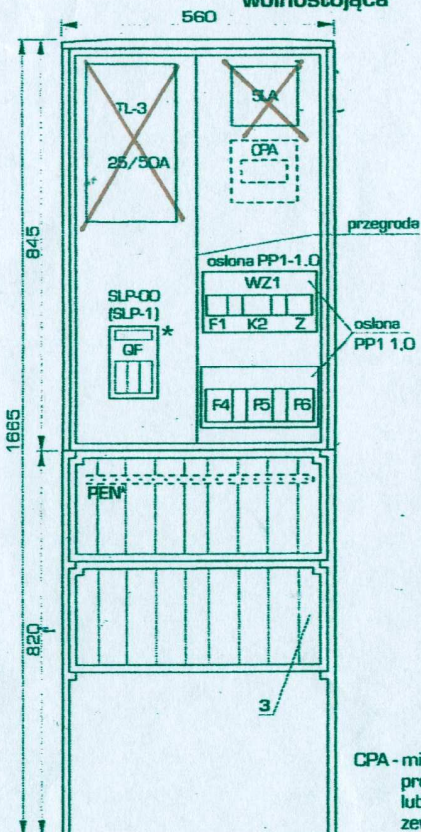 wolnostojąca
560
TL-3
25/50A
SLA
CPA
845
przegroda
osłona PP1-1.0
WZ1
F1 K2 Z
osłona
PP1 1.0
SLP-00
(SLP-1)
*
QF
F4 F5 F6
1665
PEN
820
3
CPA - mi
pr
lub
zew